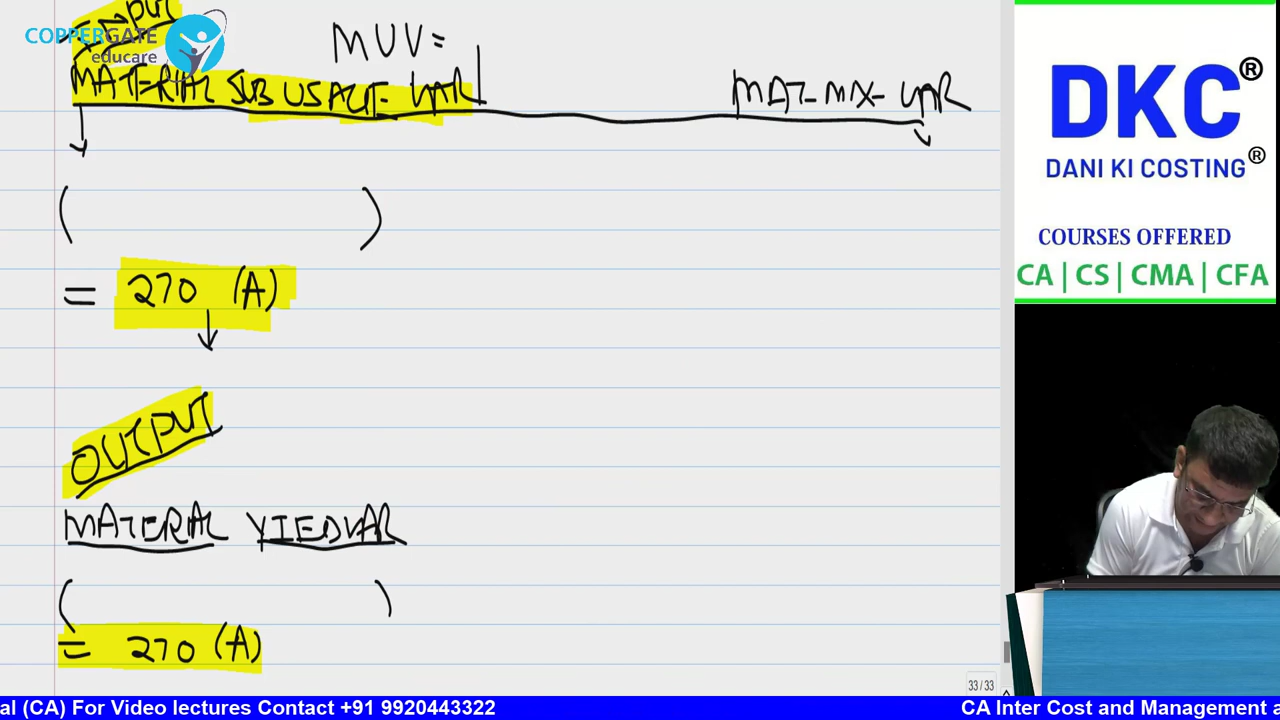 INPUT
COPPERGATE
educare
MUV=
MATERIAL SUB USAGE VAR
MAT MIX VAR
(                    )
= 270 (A)
OUTPUT
MATERIAL YIEDVAR
(                    )
= 270 (A)
33/33
DKC®
DANI KI COSTING®
COURSES OFFERED
CA | CS | CMA | CFA
al (CA) For Video lectures Contact +91 9920443322
CA Inter Cost and Management a